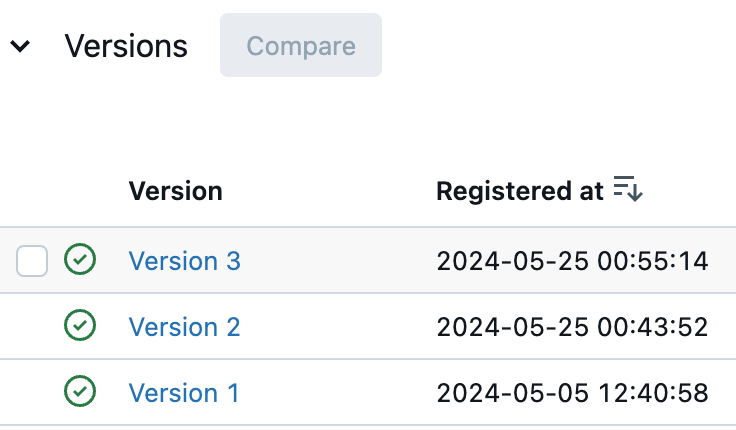 Versions Compare
Version Registered at
Version 3 2024-05-25 00:55:14
Version 2 2024-05-25 00:43:52
Version 1 2024-05-05 12:40:58